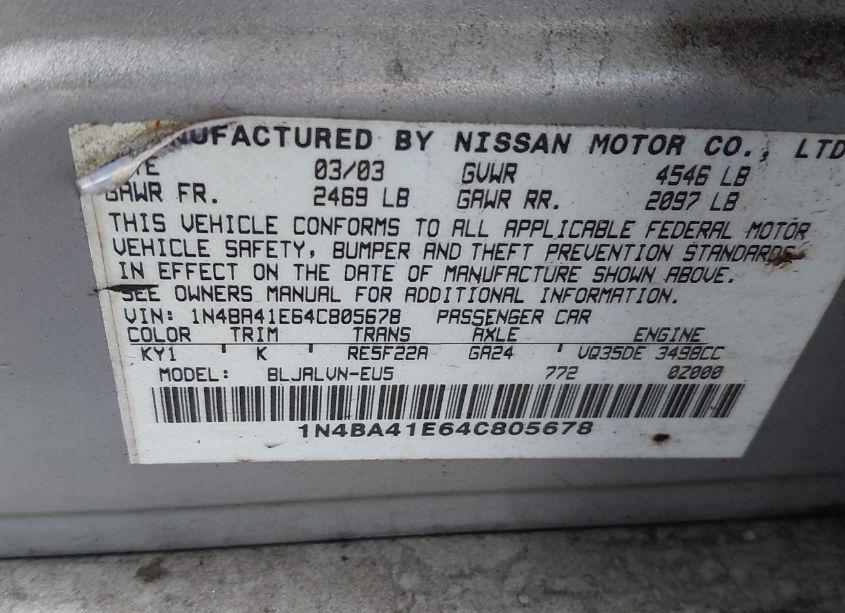 MANUFACTURED BY NISSAN MOTOR CO., LTD
03/03 GVWR 4546 LB
GAWR FR. 2469 LB GAWR RR. 2097 LB
THIS VEHICLE CONFORMS TO ALL APPLICABLE FEDERAL MOTOR
VEHICLE SAFETY, BUMPER AND THEFT PREVENTION STANDARDS
IN EFFECT ON THE DATE OF MANUFACTURE SHOWN ABOVE.
SEE OWNERS MANUAL FOR ADDITIONAL INFORMATION.
VIN: 1N4BA41E64C805678 PASSENGER CAR
COLOR TRIM TRANS AXLE ENGINE
KY1 K RE5F22A GA24 VQ35DE 3498CC
MODEL: BLJALVN-EU5 772 0Z000
1N4BA41E64C805678